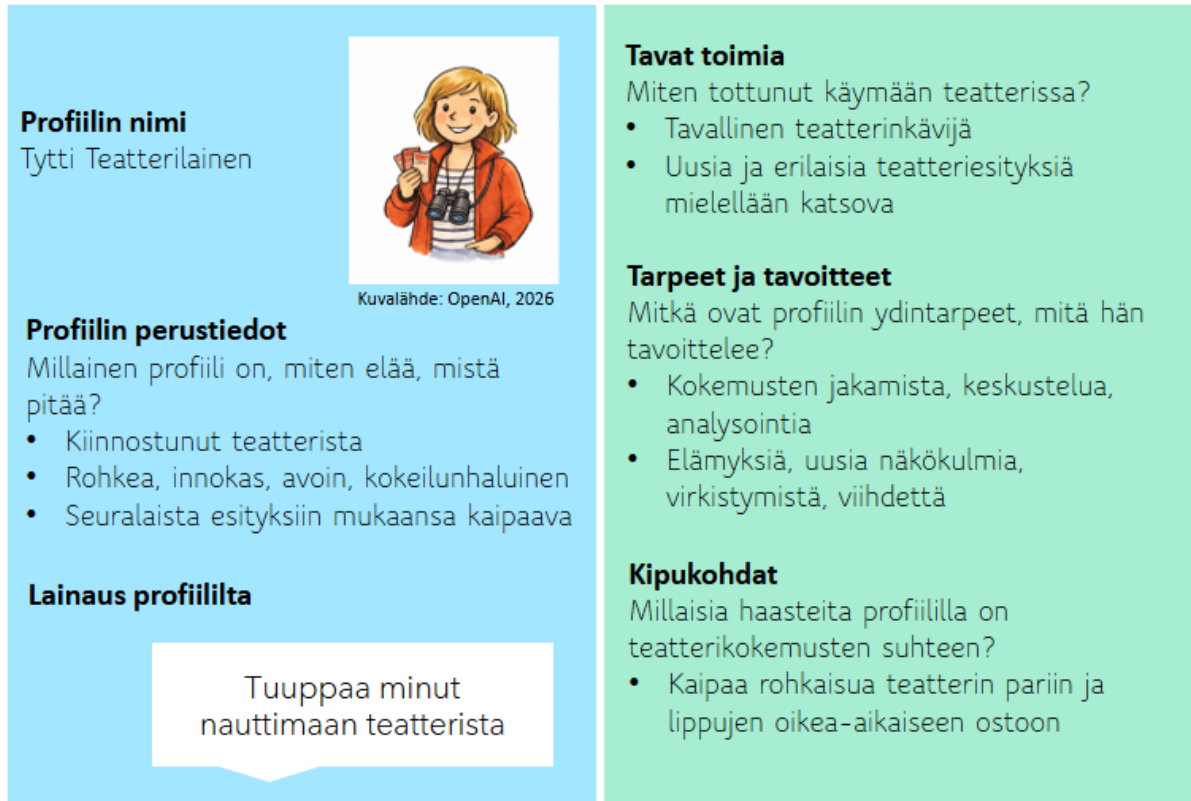 Profiilin nimi
Tytti Teatterilainen
Kuvalähde: OpenAI, 2026
Profiilin perustiedot
Millainen profiili on, miten elää, mistä
pitää?
• Kiinnostunut teatterista
• Rohkea, innokas, avoin, kokeilunhaluinen
• Seuralaista esityksiin mukaansa kaipaava
Lainaus profiililta
Tuuppaa minut
nauttimaan teatterista
Tavat toimia
Miten tottunut käymään teatterissa?
• Tavallinen teatterinkävijä
• Uusia ja erilaisia teatteriesityksiä
mielellään katsova
Tarpeet ja tavoitteet
Mitkä ovat profiilin ydintarpeet, mitä hän
tavoittelee?
• Kokemusten jakamista, keskustelua,
analysointia
• Elämyksiä, uusia näkökulmia,
virkistymistä, viihdettä
Kipukohdat
Millaisia haasteita profiililla on
teatterikokemusten suhteen?
• Kaipaa rohkaisua teatterin pariin ja
lippujen oikea-aikaiseen ostoon